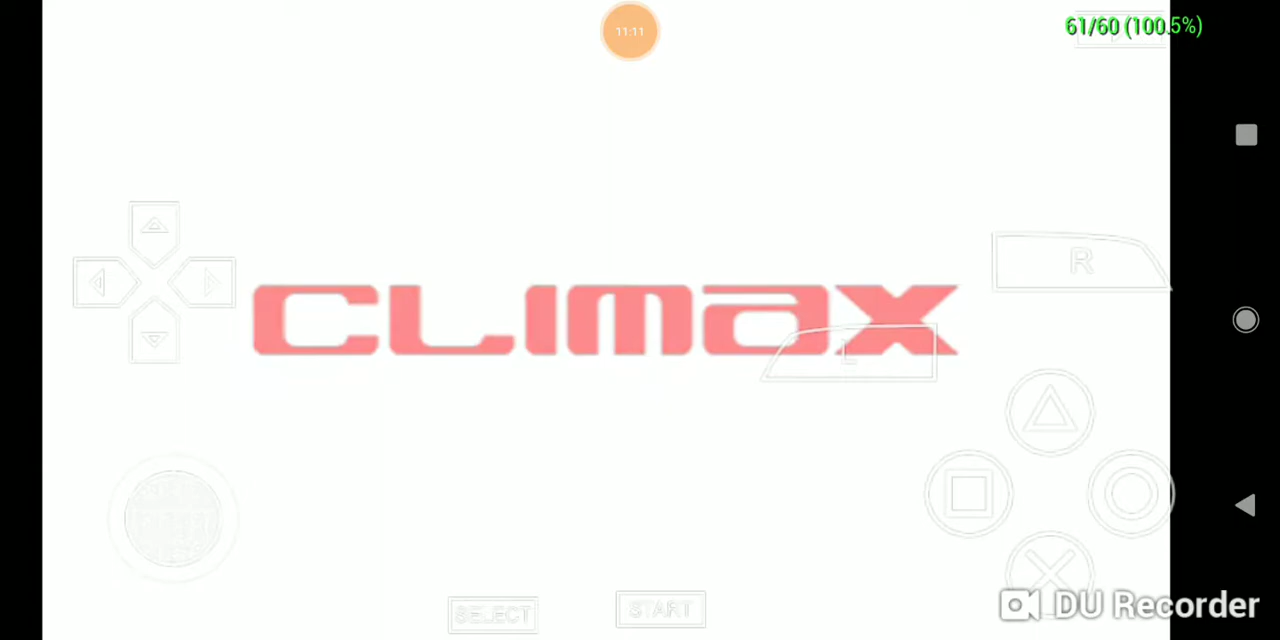 11:11
61/60 (100.5%)
R
CLIMAX
L
SELECT
START
DU Recorder